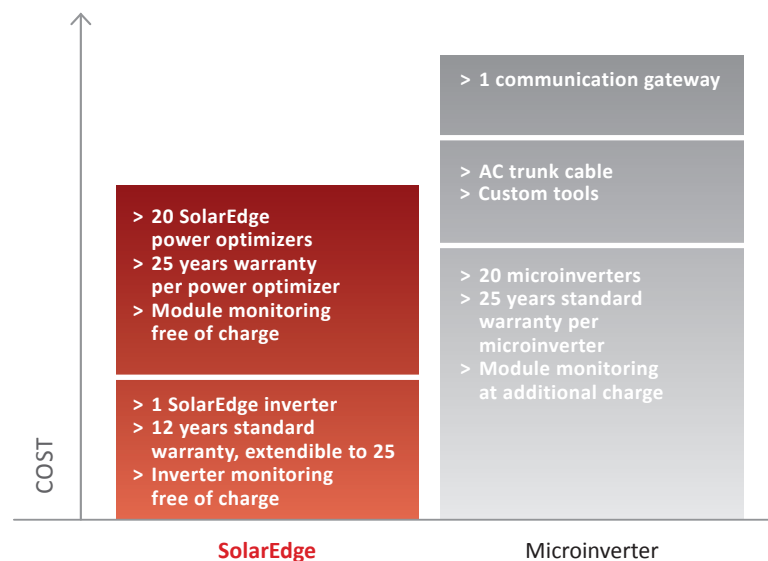 > 1 communication gateway
> AC trunk cable
> Custom tools
> 20 SolarEdge
power optimizers
> 25 years warranty
per power optimizer
> Module monitoring
free of charge
> 20 microinverters
> 25 years standard
warranty per
microinverter
> Module monitoring
at additional charge
> 1 SolarEdge inverter
> 12 years standard
warranty, extendible to 25
> Inverter monitoring
free of charge
COST
SolarEdge
Microinverter